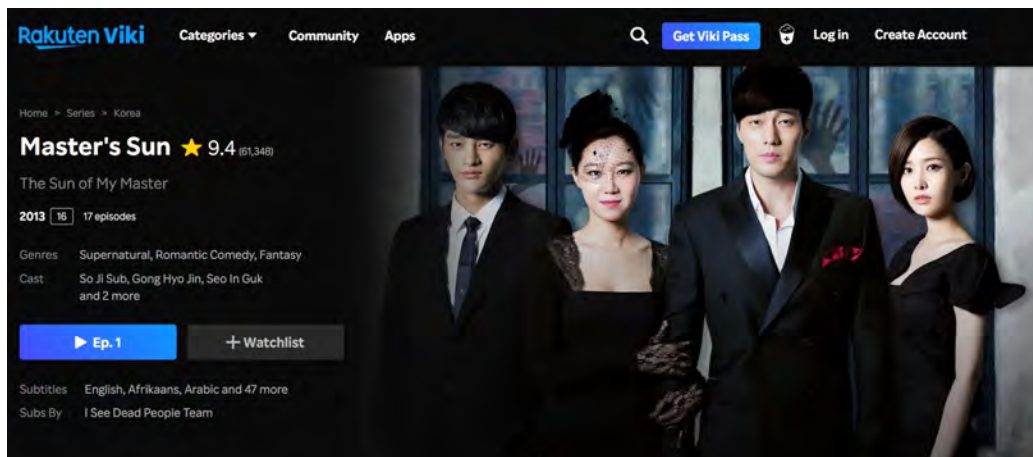 Rakuten Viki Categories Community Apps Get Viki Pass Log in Create Account
Home > Series > Korea
Master's Sun 9.4 (61,348)
The Sun of My Master
2013 16 17 episodes
Genres Supernatural, Romantic Comedy, Fantasy
Cast So Ji Sub, Gong Hyo Jin, Seo In Guk
and 2 more
Ep. 1 + Watchlist
Subtitles English, Afrikaans, Arabic and 47 more
Subs By I See Dead People Team